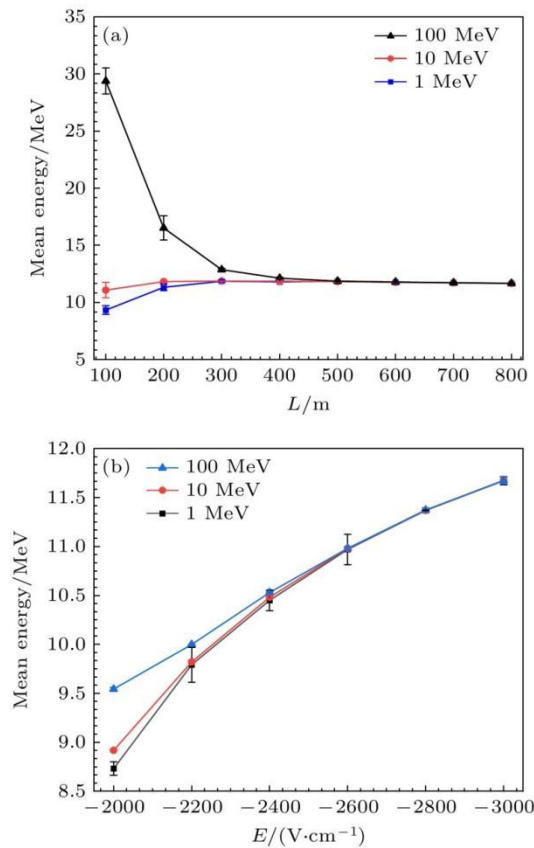 35
(a)
100 MeV
10 MeV
1 MeV
30
25
20
15
10
5
Mean energy/MeV
100 200 300 400 500 600 700 800
L/m
12.0
(b)
100 MeV
10 MeV
1 MeV
11.5
11.0
10.5
10.0
9.5
9.0
8.5
Mean energy/MeV
−2000 −2200 −2400 −2600 −2800 −3000
E/(V·cm⁻¹)